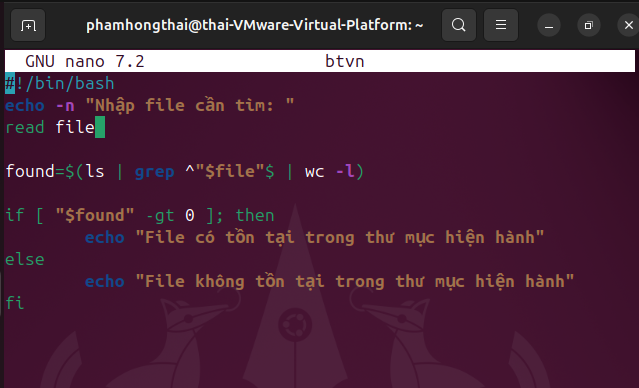 phamhongthai@thai-VMware-Virtual-Platform: ~
GNU nano 7.2 btvn
#!/bin/bash
echo -n "Nhập file cần tìm: "
read file
found=$(ls | grep ^"$file"$ | wc -l)
if [ "$found" -gt 0 ]; then
echo "File có tồn tại trong thư mục hiện hành"
else
echo "File không tồn tại trong thư mục hiện hành"
fi